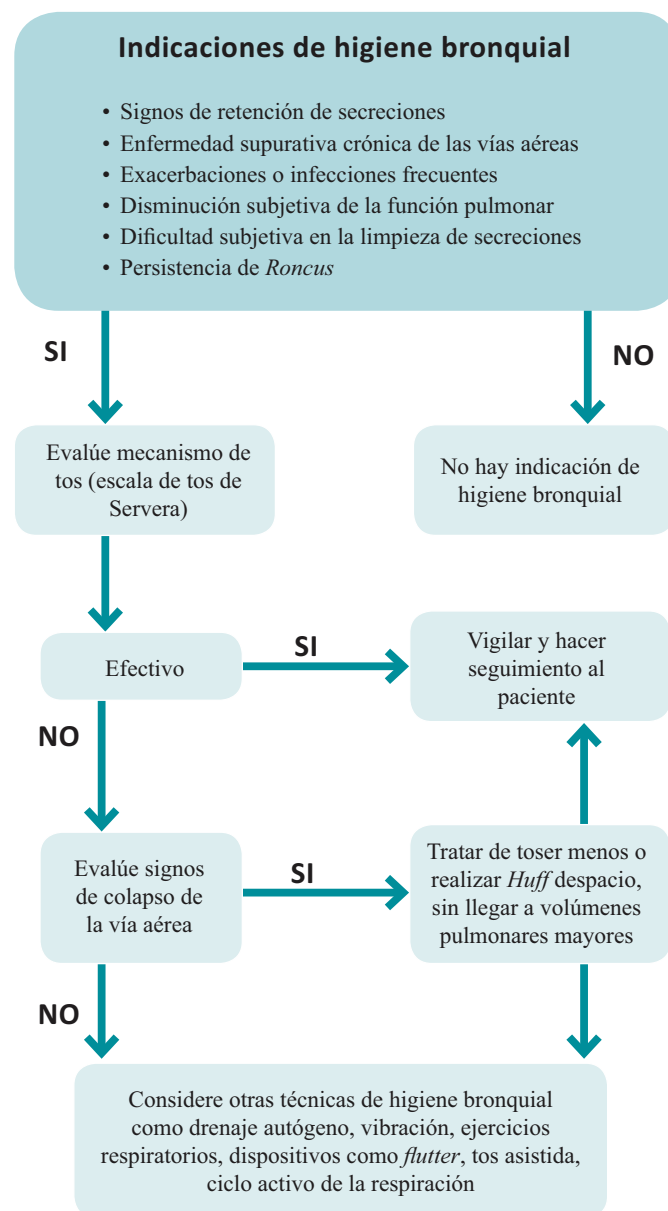 Indicaciones de higiene bronquial
• Signos de retención de secreciones
• Enfermedad supurativa crónica de las vías aéreas
• Exacerbaciones o infecciones frecuentes
• Disminución subjetiva de la función pulmonar
• Dificultad subjetiva en la limpieza de secreciones
• Persistencia de Roncus
SI
NO
Evalúe mecanismo de
tos (escala de tos de
Servera)
No hay indicación de
higiene bronquial
Efectivo
SI
Vigilar y hacer
seguimiento al
paciente
NO
Evalúe signos
de colapso de
la vía aérea
SI
Tratar de toser menos o
realizar Huff despacio,
sin llegar a volúmenes
pulmonares mayores
NO
Considere otras técnicas de higiene bronquial
como drenaje autógeno, vibración, ejercicios
respiratorios, dispositivos como flutter, tos asistida,
ciclo activo de la respiración